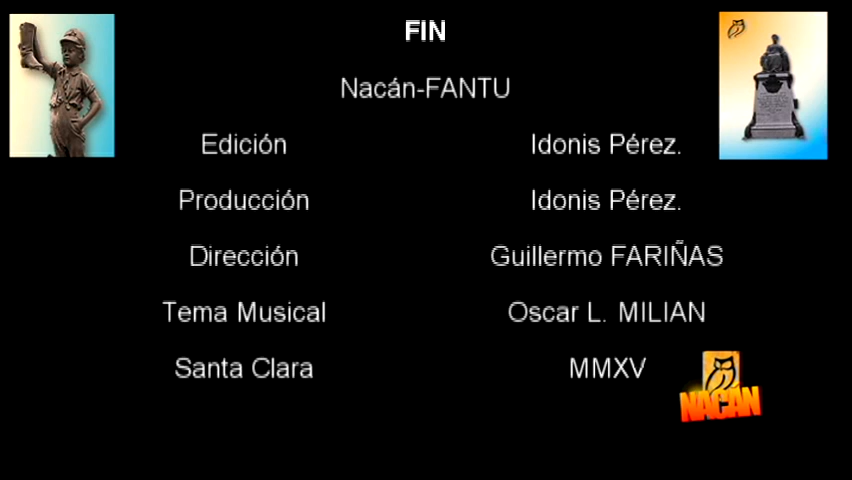 FIN
Nacán-FANTU
Edición Idonis Pérez.
Producción Idonis Pérez.
Dirección Guillermo FARIÑAS
Tema Musical Oscar L. MILIAN
Santa Clara MMXV
NACAN